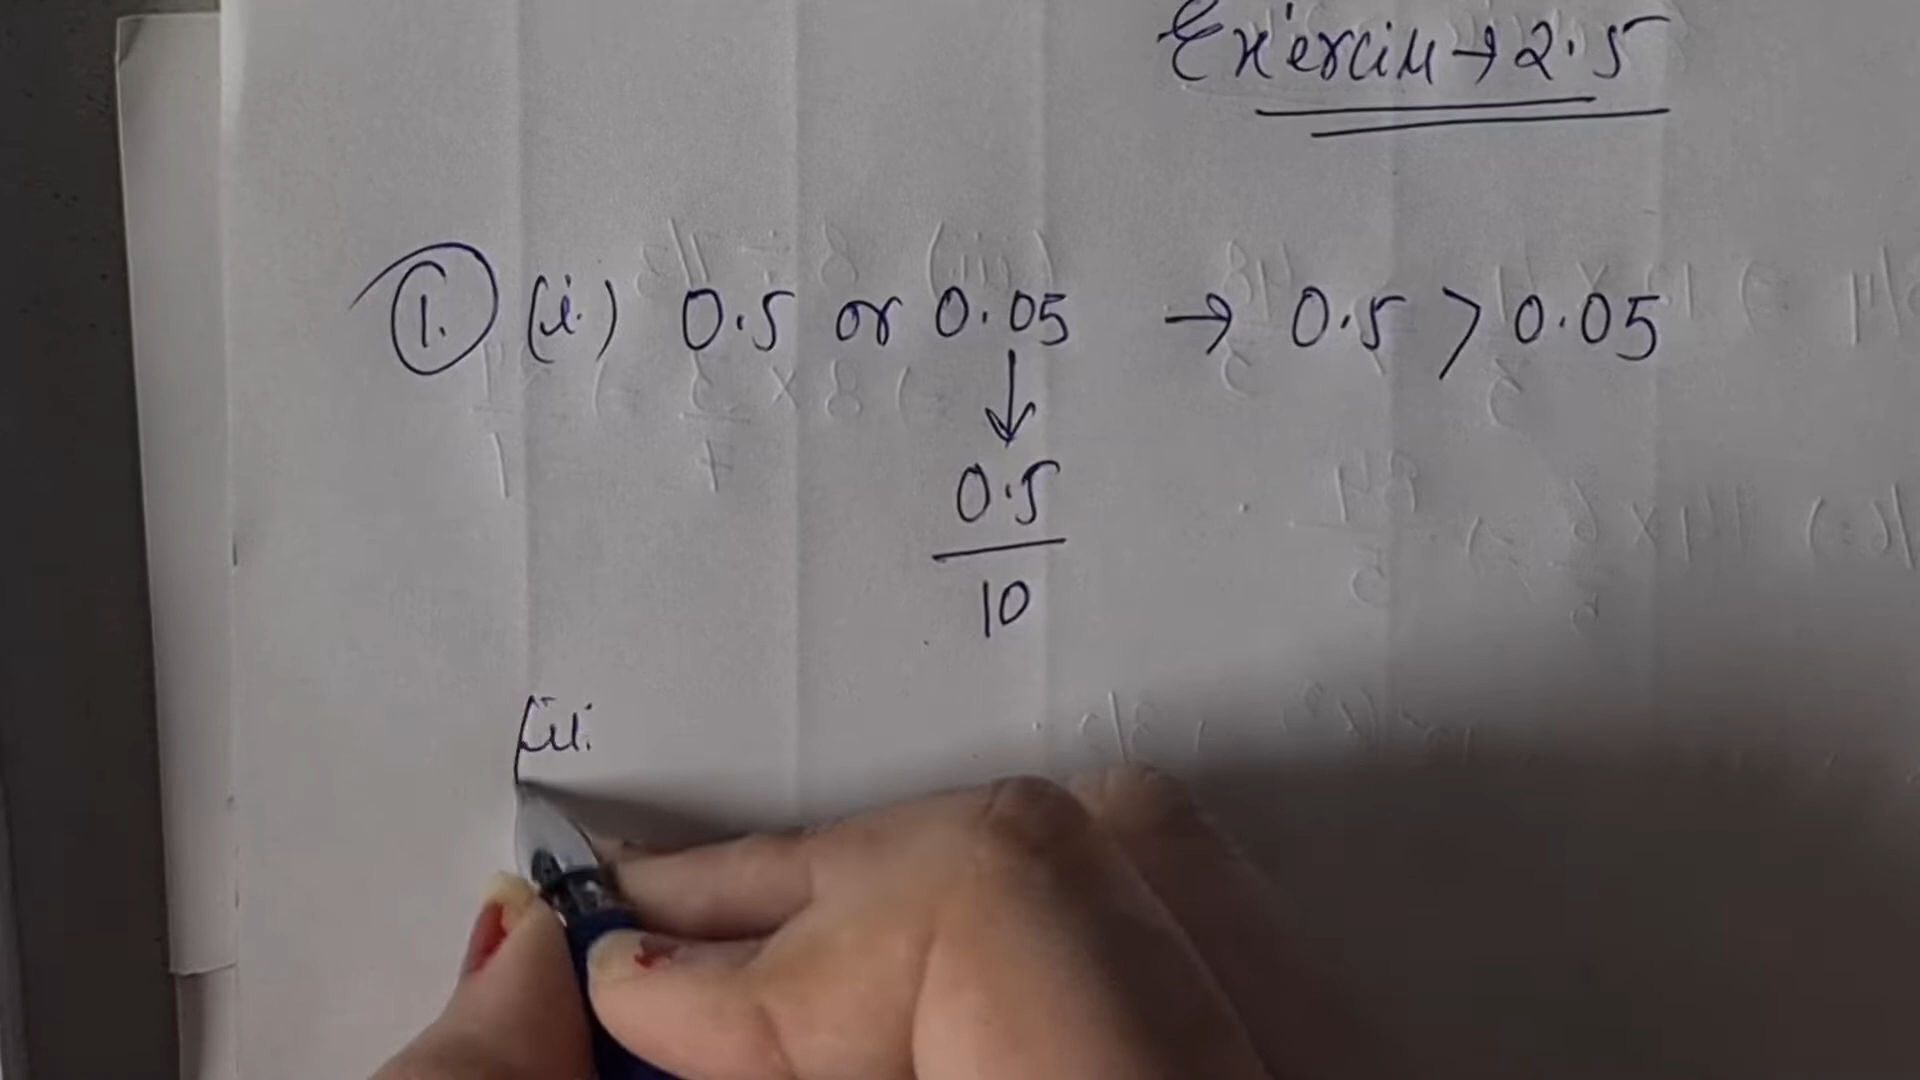 Exercise → 2.5
1. (i.) 0.5 or 0.05 → 0.5 > 0.05
↓
0.5
10
(ii.